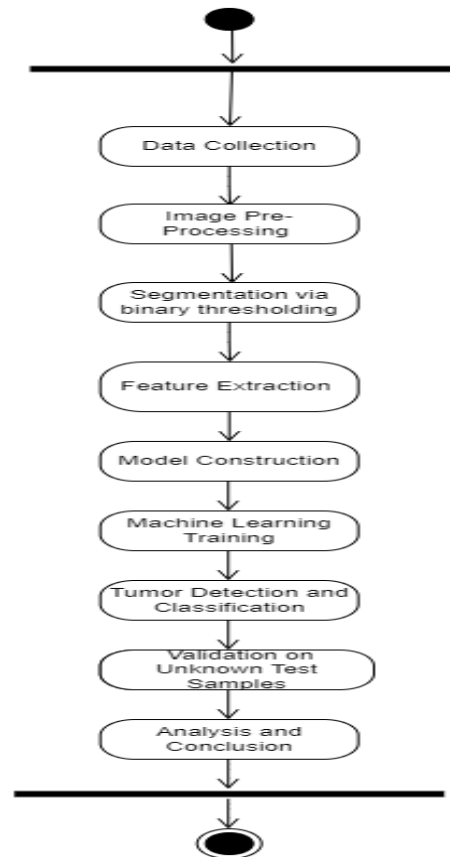 Data Collection
Image Pre-
Processing
Segmentation via
binary thresholding
Feature Extraction
Model Construction
Machine Learning
Training
Tumor Detection and
Classification
Validation on
Unknown Test
Samples
Analysis and
Conclusion